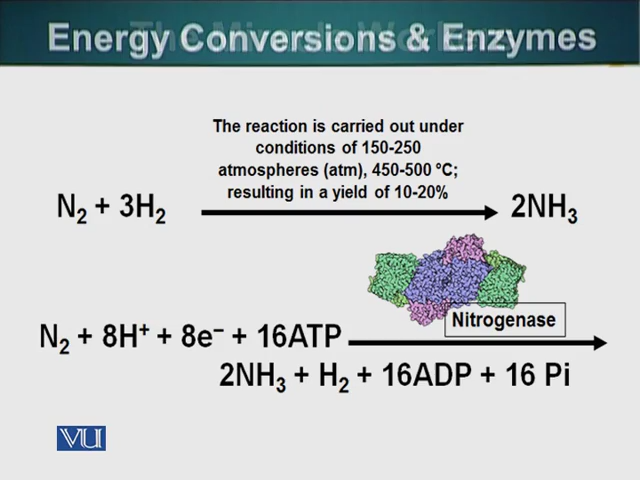 Energy Conversions & Enzymes
The reaction is carried out under
conditions of 150-250
atmospheres (atm), 450-500 ºC;
resulting in a yield of 10-20%
N₂ + 3H₂
2NH₃
Nitrogenase
N₂ + 8H⁺ + 8e⁻ + 16ATP
2NH₃ + H₂ + 16ADP + 16 Pi
VU